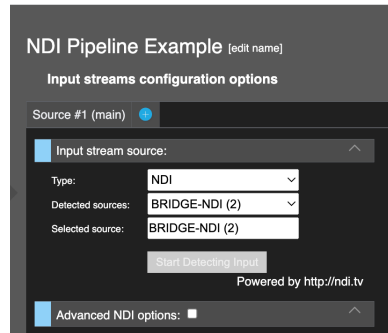 NDI Pipeline Example [edit name]
Input streams configuration options
Source #1 (main) +
Input stream source:
Type: NDI
Detected sources: BRIDGE-NDI (2)
Selected source: BRIDGE-NDI (2)
Start Detecting Input
Powered by http://ndi.tv
Advanced NDI options: